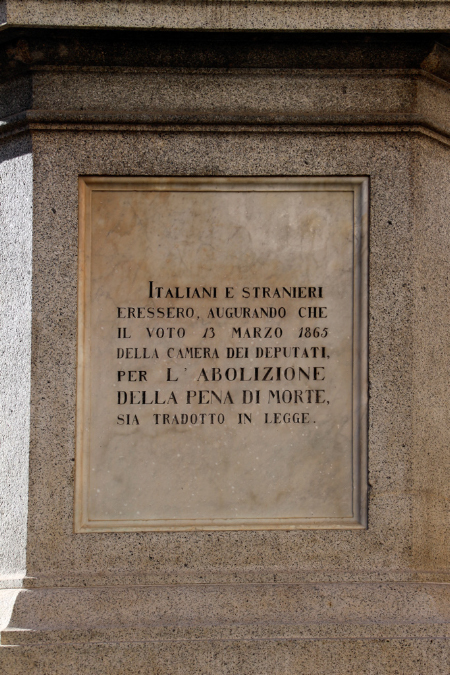 ITALIANI E STRANIERI
ERESSERO, AUGURANDO CHE
IL VOTO 13 MARZO 1865
DELLA CAMERA DEI DEPUTATI,
PER L'ABOLIZIONE
DELLA PENA DI MORTE,
SIA TRADOTTO IN LEGGE.